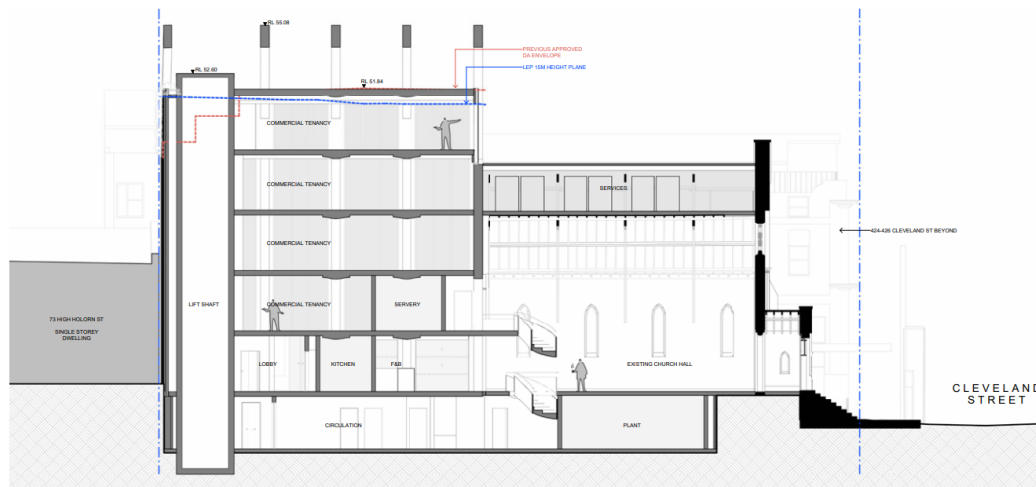 RL 55.08
PREVIOUS APPROVED
DA ENVELOPE
LEP 15M HEIGHT PLANE
RL 52.60
RL 51.84
COMMERCIAL TENANCY
COMMERCIAL TENANCY
SERVICES
424-426 CLEVELAND ST BEYOND
COMMERCIAL TENANCY
LIFT SHAFT
COMMERCIAL TENANCY
SERVERY
73 HIGH HOLORN ST
SINGLE STOREY
DWELLING
LOBBY
KITCHEN
F&B
EXISTING CHURCH HALL
CLEVELAND
STREET
CIRCULATION
PLANT